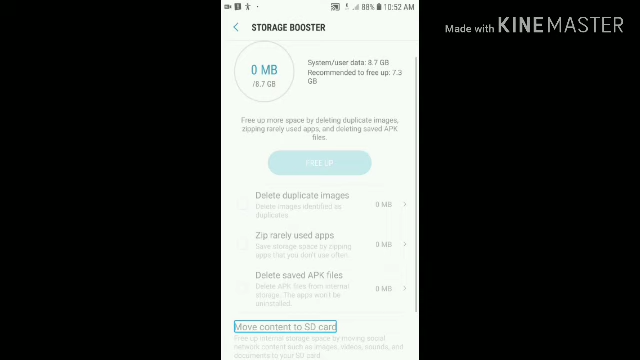 88% 10:52 AM
Made with KINEMASTER
STORAGE BOOSTER
0 MB
/8.7 GB
System/user data: 8.7 GB
Recommended to free up: 7.3
GB
Free up more space by deleting duplicate images,
zipping rarely used apps, and deleting saved APK
files.
FREE UP
Delete duplicate images
Delete images identified as
duplicates.
0 MB
Zip rarely used apps
Save storage space by zipping
apps that you don't use often.
0 MB
Delete saved APK files
Delete APK files from internal
storage. The apps won't be
uninstalled.
0 MB
Move content to SD card
Free up internal storage space by moving social
network content such as images, videos, sounds, and
documents to your SD card.